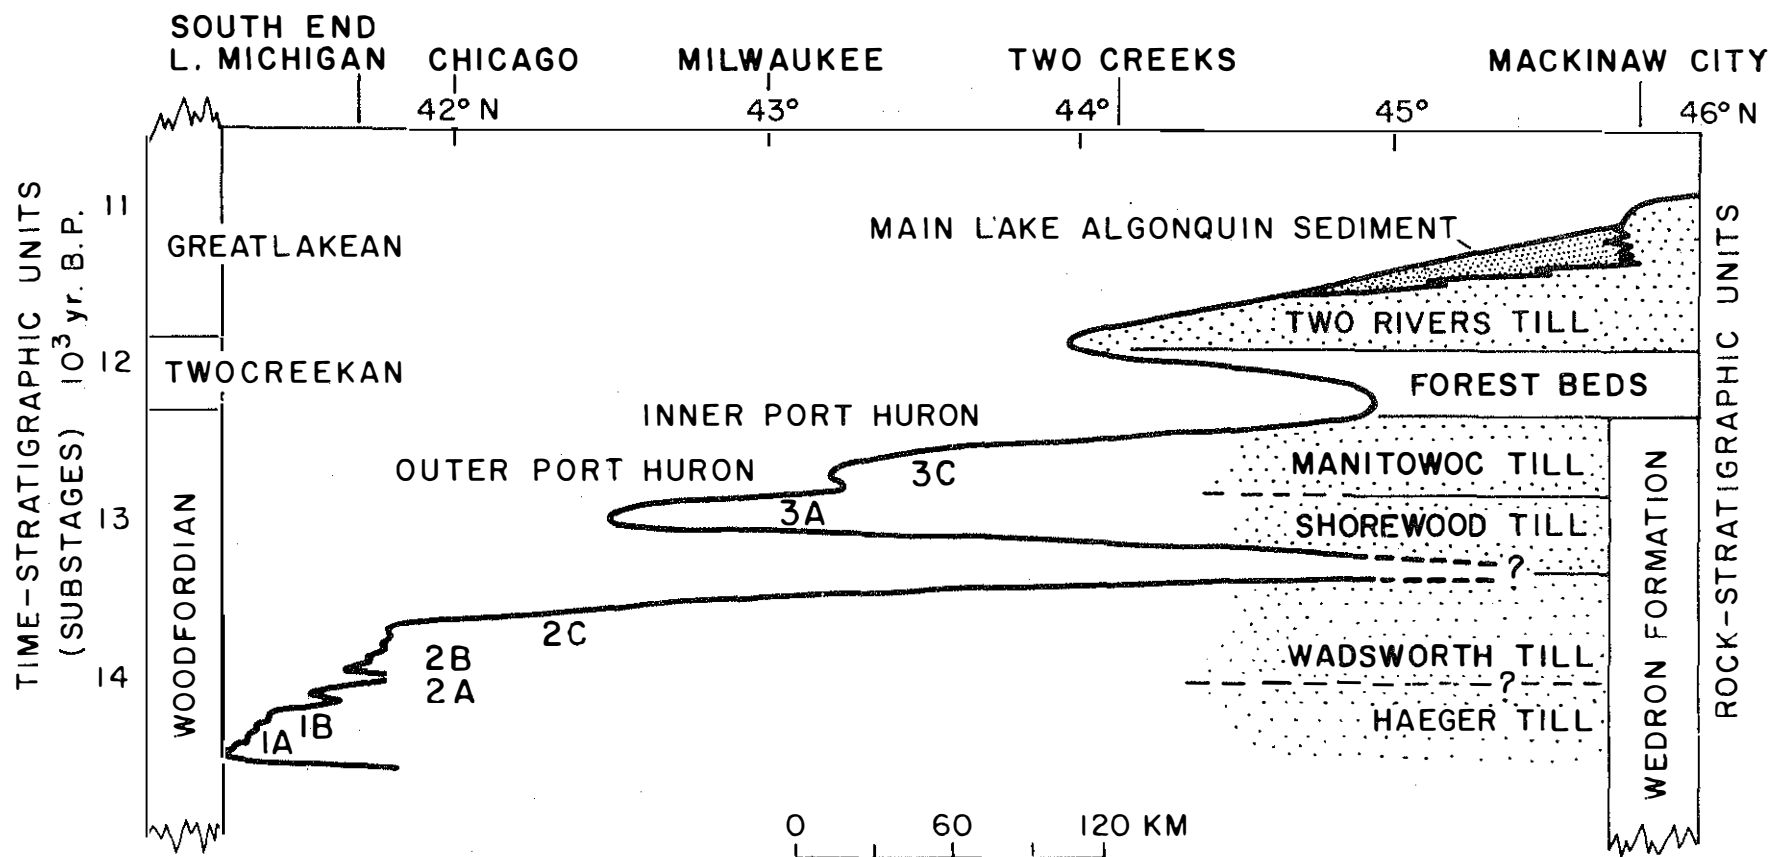 SOUTH END
L. MICHIGAN
CHICAGO
MILWAUKEE
TWO CREEKS
MACKINAW CITY
42° N
43°
44°
45°
46° N
TIME-STRATIGRAPHIC UNITS
(SUBSTAGES) 10³ yr. B.P.
11
12
13
14
GREATLAKEAN
TWOCREEKAN
WOODFORDIAN
MAIN LAKE ALGONQUIN SEDIMENT
TWO RIVERS TILL
FOREST BEDS
INNER PORT HURON
OUTER PORT HURON
3C
3A
MANITOWOC TILL
SHOREWOOD TILL
?
2C
2B
2A
1B
1A
WADSWORTH TILL
?
HAEGER TILL
WEDRON FORMATION
ROCK-STRATIGRAPHIC UNITS
0 60 120 KM